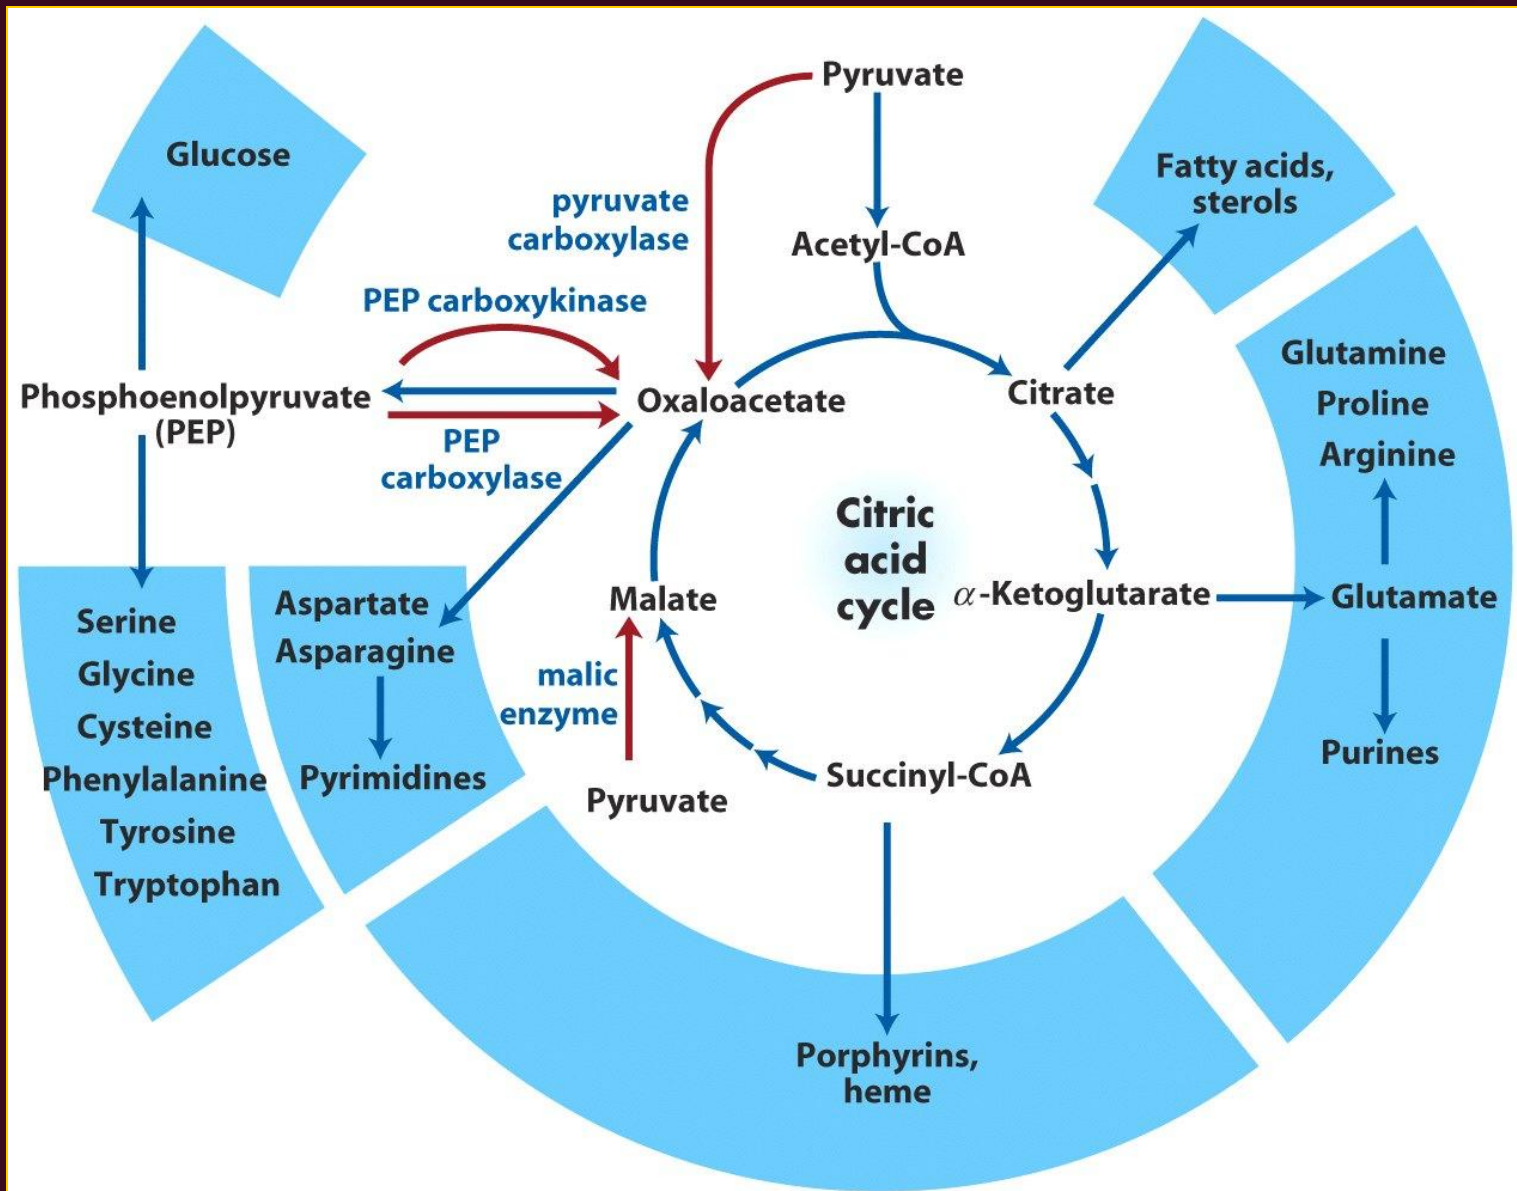 Pyruvate
Glucose
Fatty acids,
sterols
pyruvate
carboxylase
Acetyl-CoA
PEP carboxykinase
Glutamine
Proline
Arginine
Phosphoenolpyruvate
(PEP)
Oxaloacetate
Citrate
PEP
carboxylase
Citric
acid
cycle
α-Ketoglutarate
Glutamate
Purines
Malate
malic
enzyme
Pyruvate
Succinyl-CoA
Aspartate
Asparagine
Pyrimidines
Serine
Glycine
Cysteine
Phenylalanine
Tyrosine
Tryptophan
Porphyrins,
heme